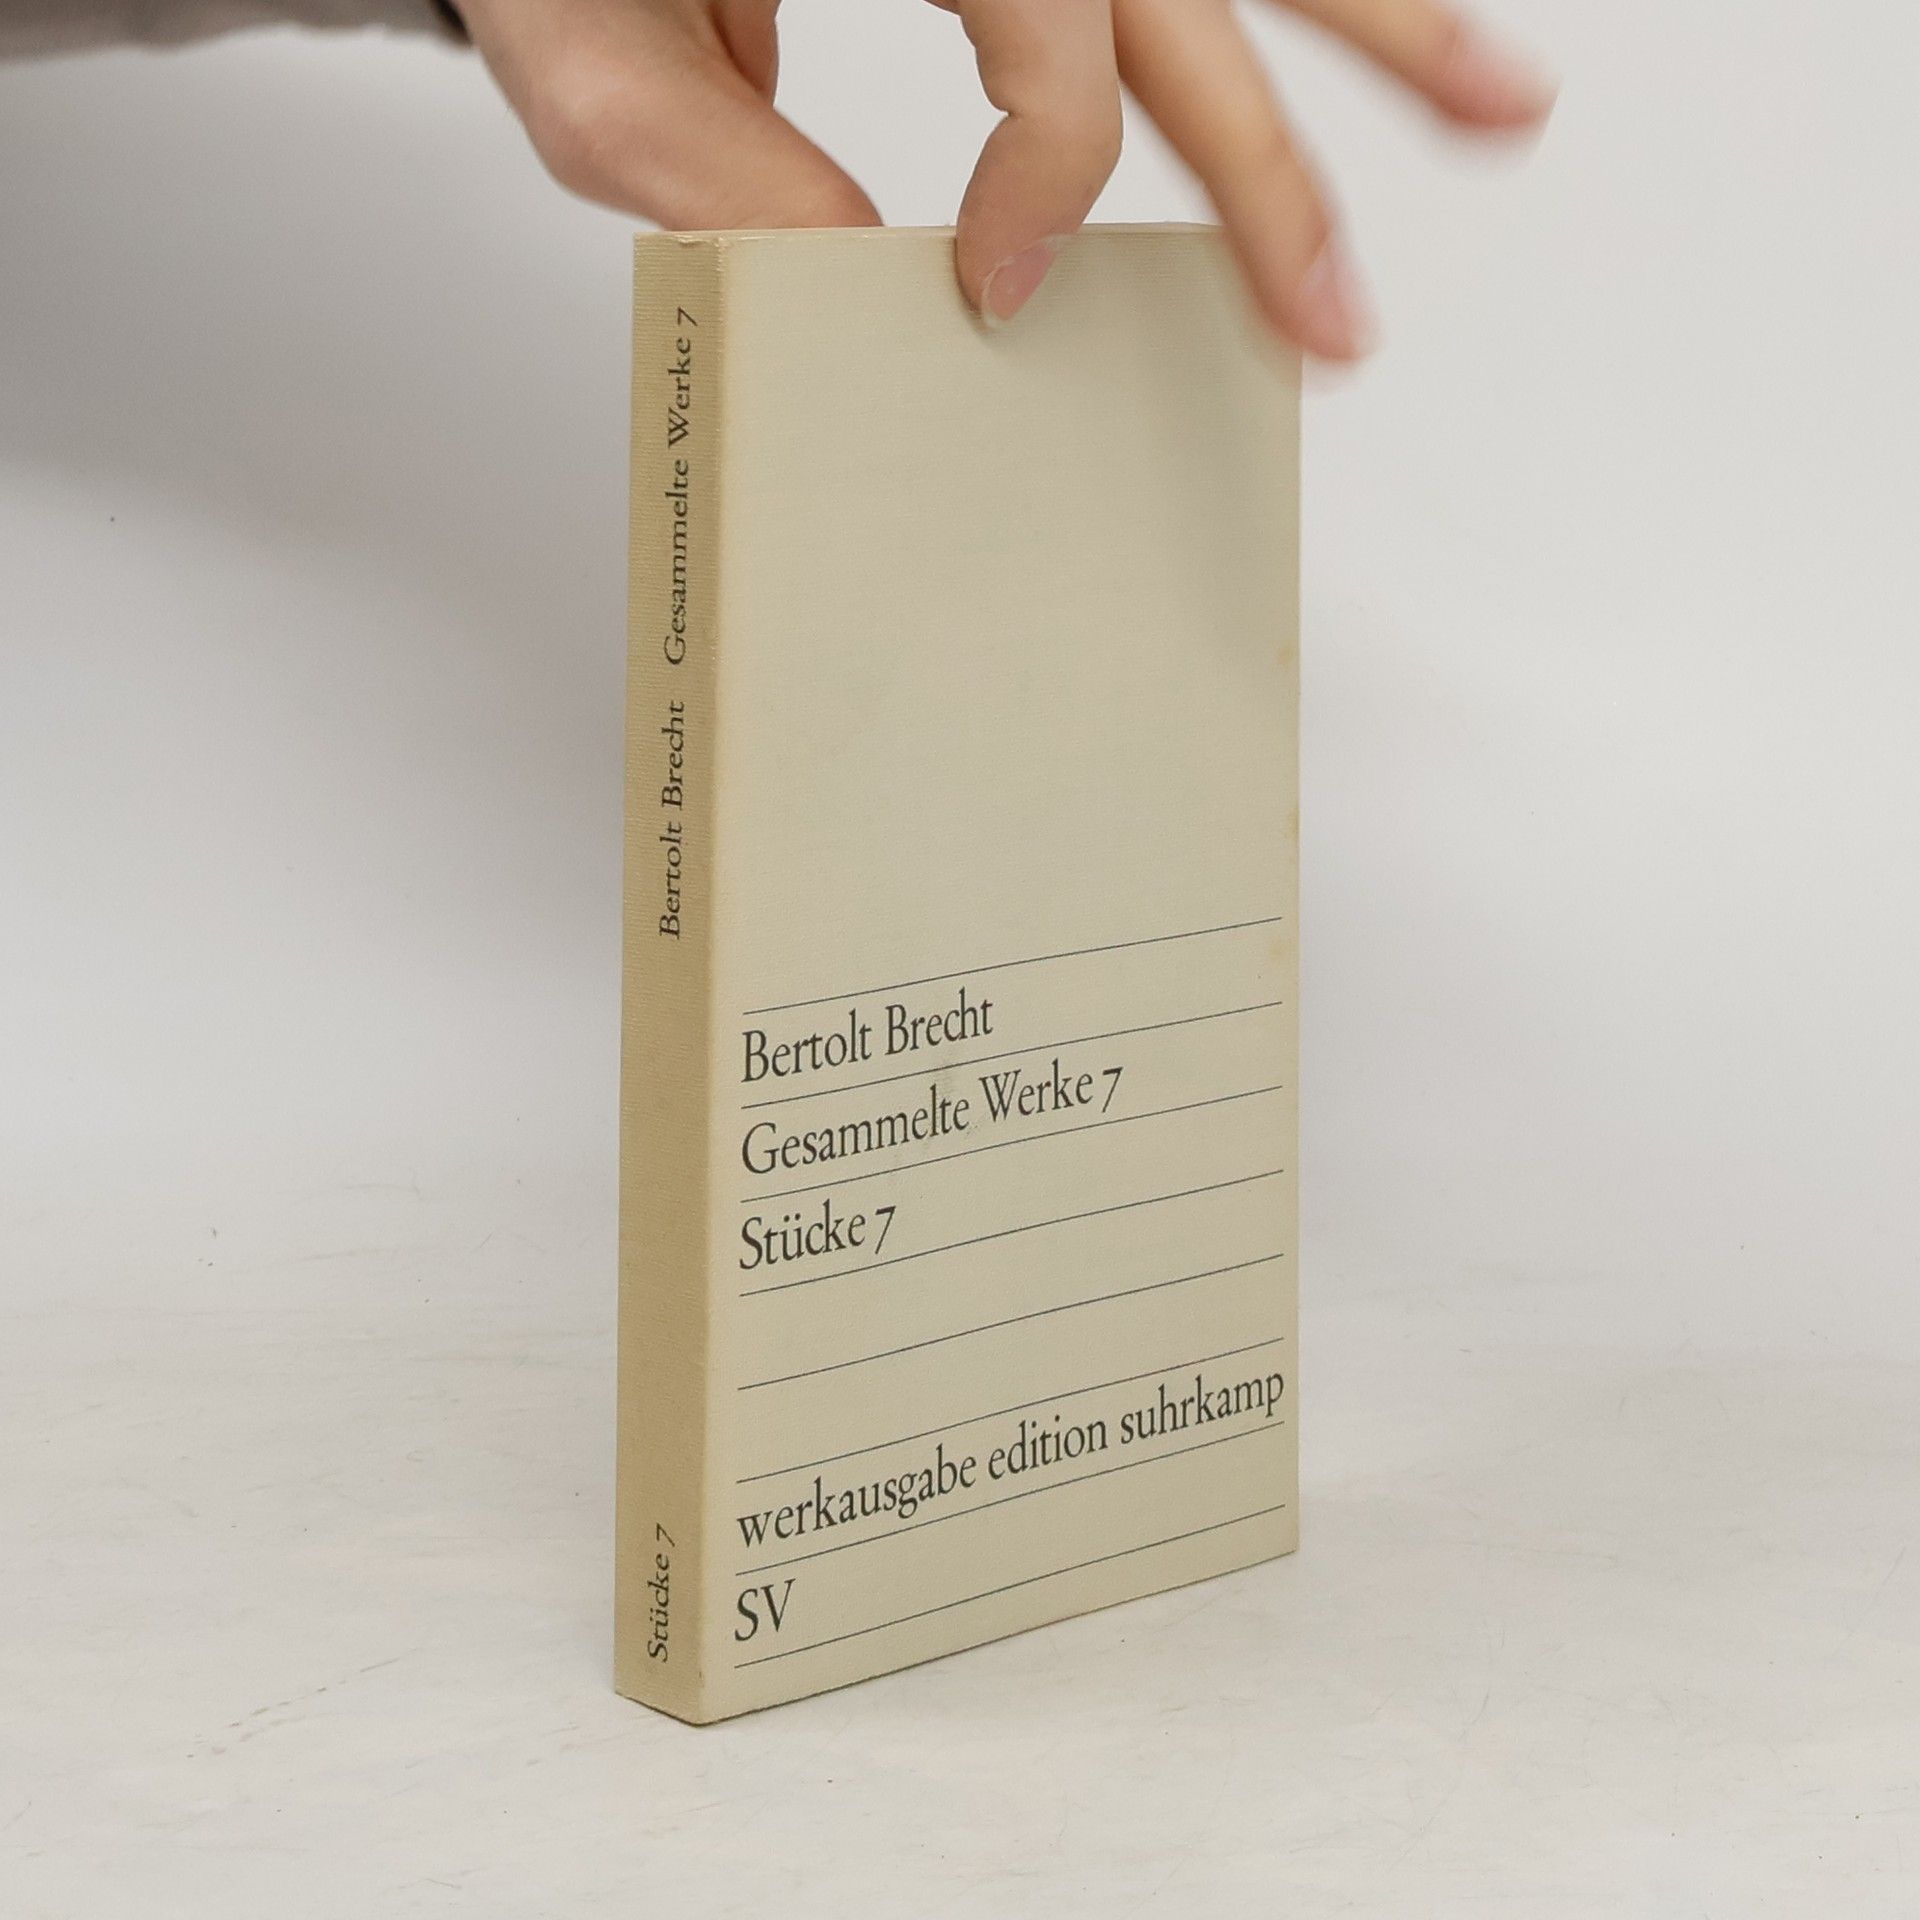 Bertolt Brecht Gesammelte Werke 7
Stücke 7
Bertolt Brecht
Gesammelte Werke 7
Stücke 7
werkausgabe edition suhrkamp
SV